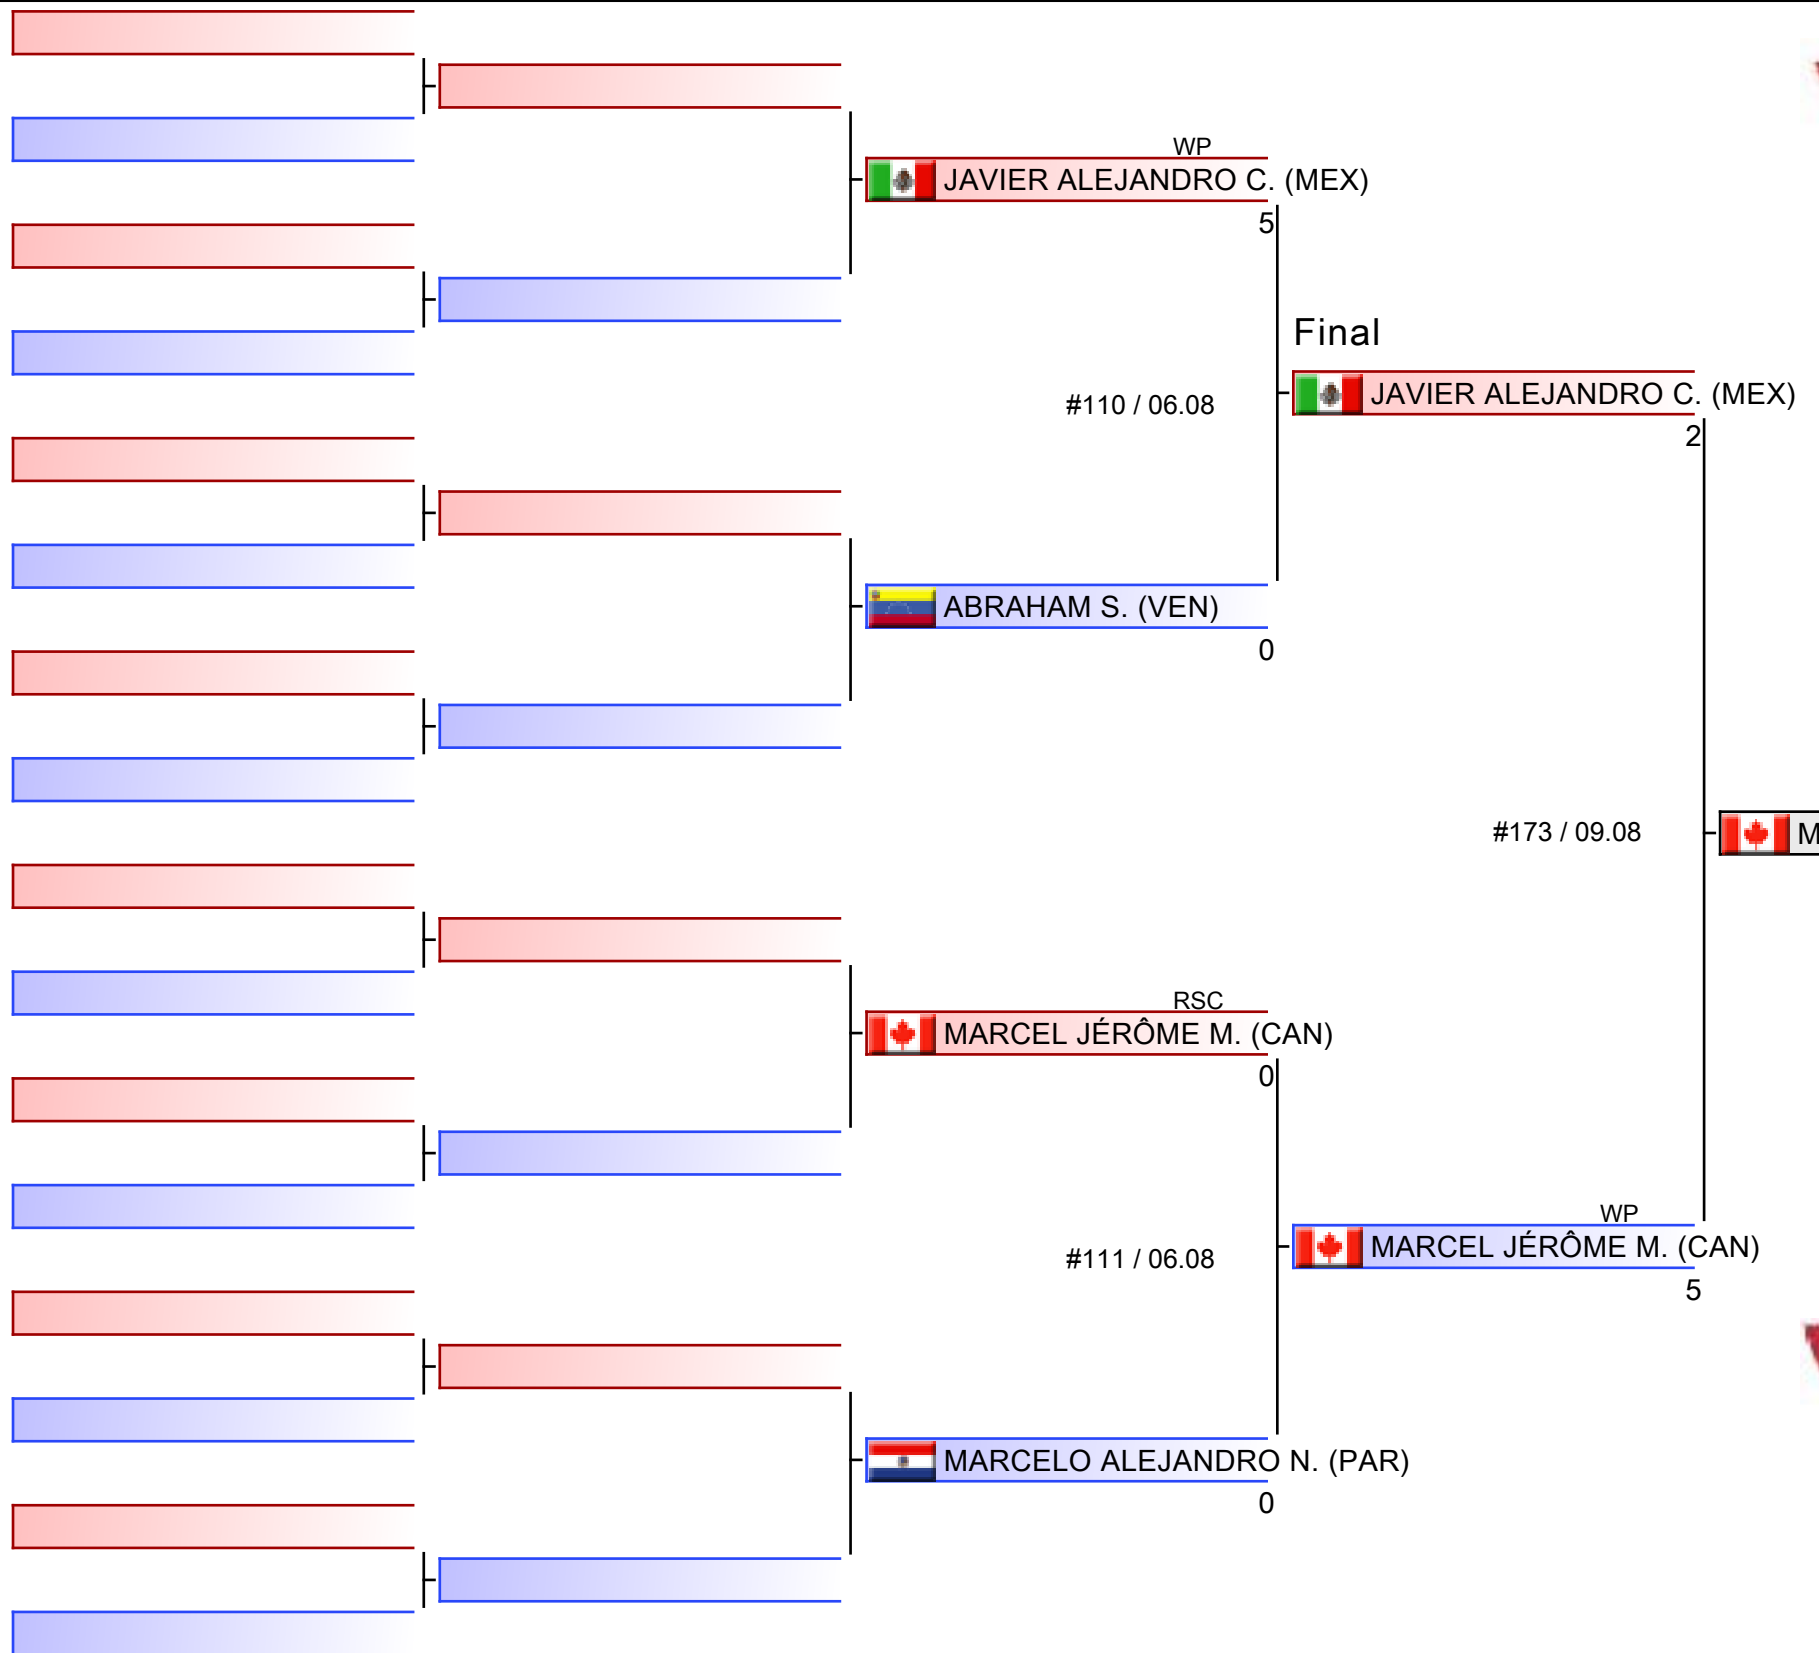 WP
JAVIER ALEJANDRO C. (MEX)
5
Final
#110 / 06.08
JAVIER ALEJANDRO C. (MEX)
2
ABRAHAM S. (VEN)
0
#173 / 09.08
M
RSC
MARCEL JÉRÔME M. (CAN)
0
WP
#111 / 06.08
MARCEL JÉRÔME M. (CAN)
5
MARCELO ALEJANDRO N. (PAR)
0